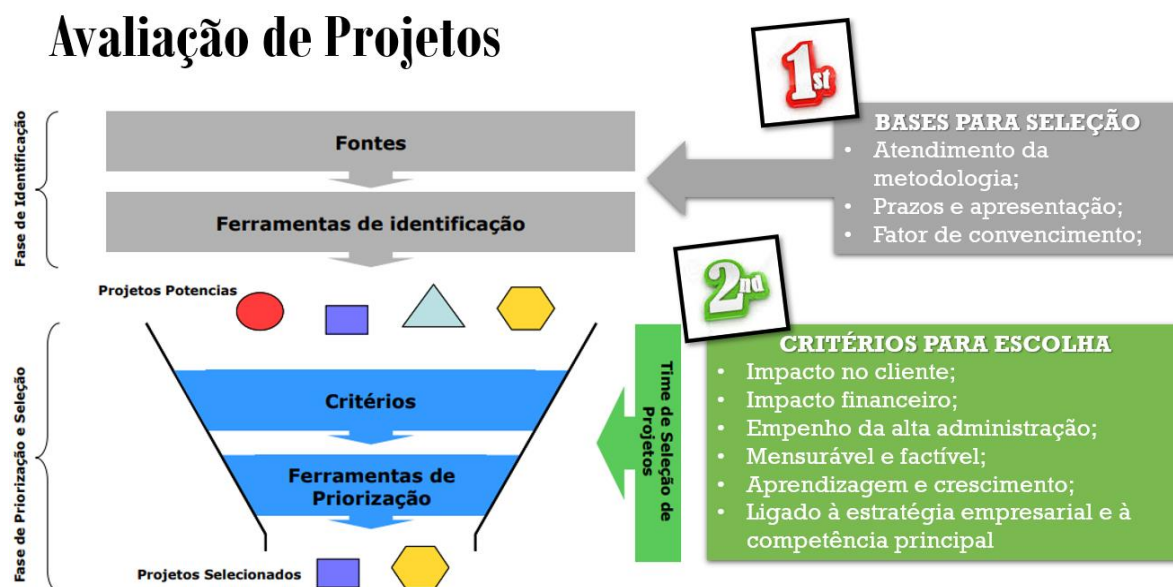 Avaliação de Projetos
Fase de Identificação
Fontes
Ferramentas de identificação
1st
BASES PARA SELEÇÃO
• Atendimento da
metodologia;
• Prazos e apresentação;
• Fator de convencimento;
Projetos Potencias
2nd
Fase de Priorização e Seleção
Critérios
Ferramentas de
Priorização
Time de Seleção de
Projetos
CRITÉRIOS PARA ESCOLHA
• Impacto no cliente;
• Impacto financeiro;
• Empenho da alta administração;
• Mensurável e factível;
• Aprendizagem e crescimento;
• Ligado à estratégia empresarial e à
competência principal
Projetos Selecionados